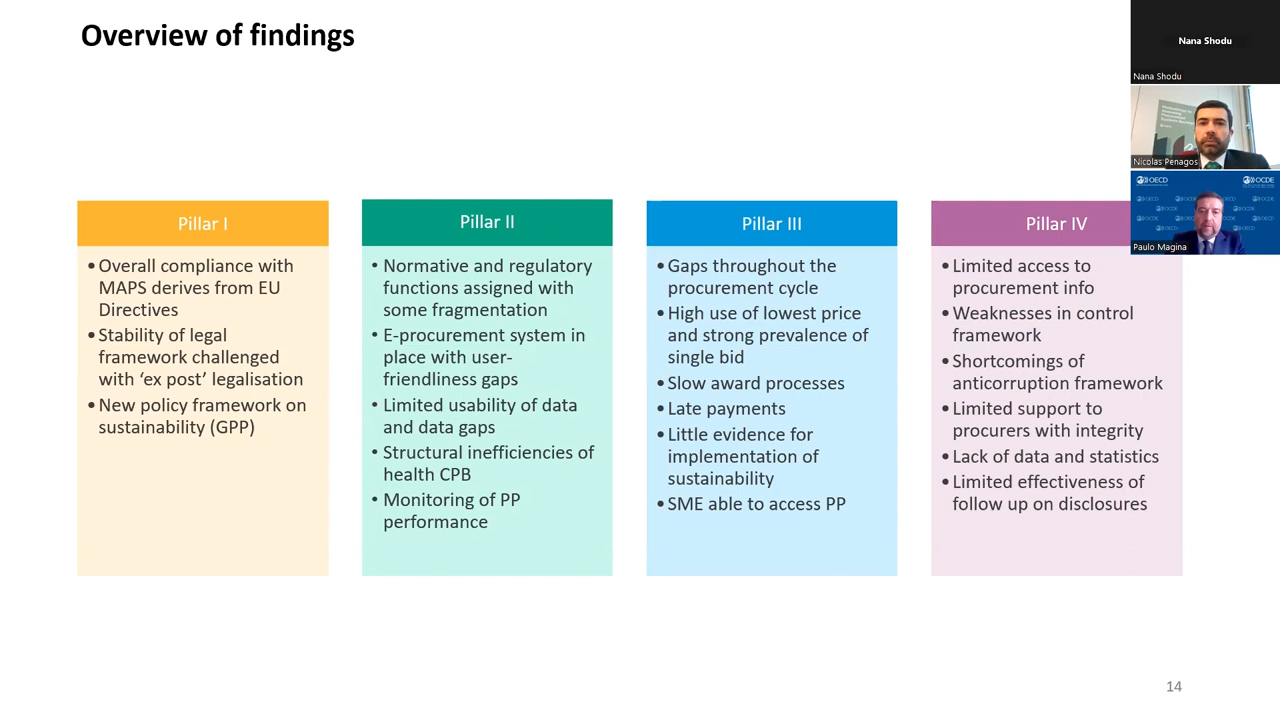 Overview of findings
Pillar I
• Overall compliance with
MAPS derives from EU
Directives
• Stability of legal
framework challenged
with ‘ex post’ legalisation
• New policy framework on
sustainability (GPP)
Pillar II
• Normative and regulatory
functions assigned with
some fragmentation
• E-procurement system in
place with user-
friendliness gaps
• Limited usability of data
and data gaps
• Structural inefficiencies of
health CPB
• Monitoring of PP
performance
Pillar III
• Gaps throughout the
procurement cycle
• High use of lowest price
and strong prevalence of
single bid
• Slow award processes
• Late payments
• Little evidence for
implementation of
sustainability
• SME able to access PP
Pillar IV
• Limited access to
procurement info
• Weaknesses in control
framework
• Shortcomings of
anticorruption framework
• Limited support to
procurers with integrity
• Lack of data and statistics
• Limited effectiveness of
follow up on disclosures
14
Nana Shodu
Nana Shodu
Nicolas Penagos
OECD
OCDE
Paulo Magina